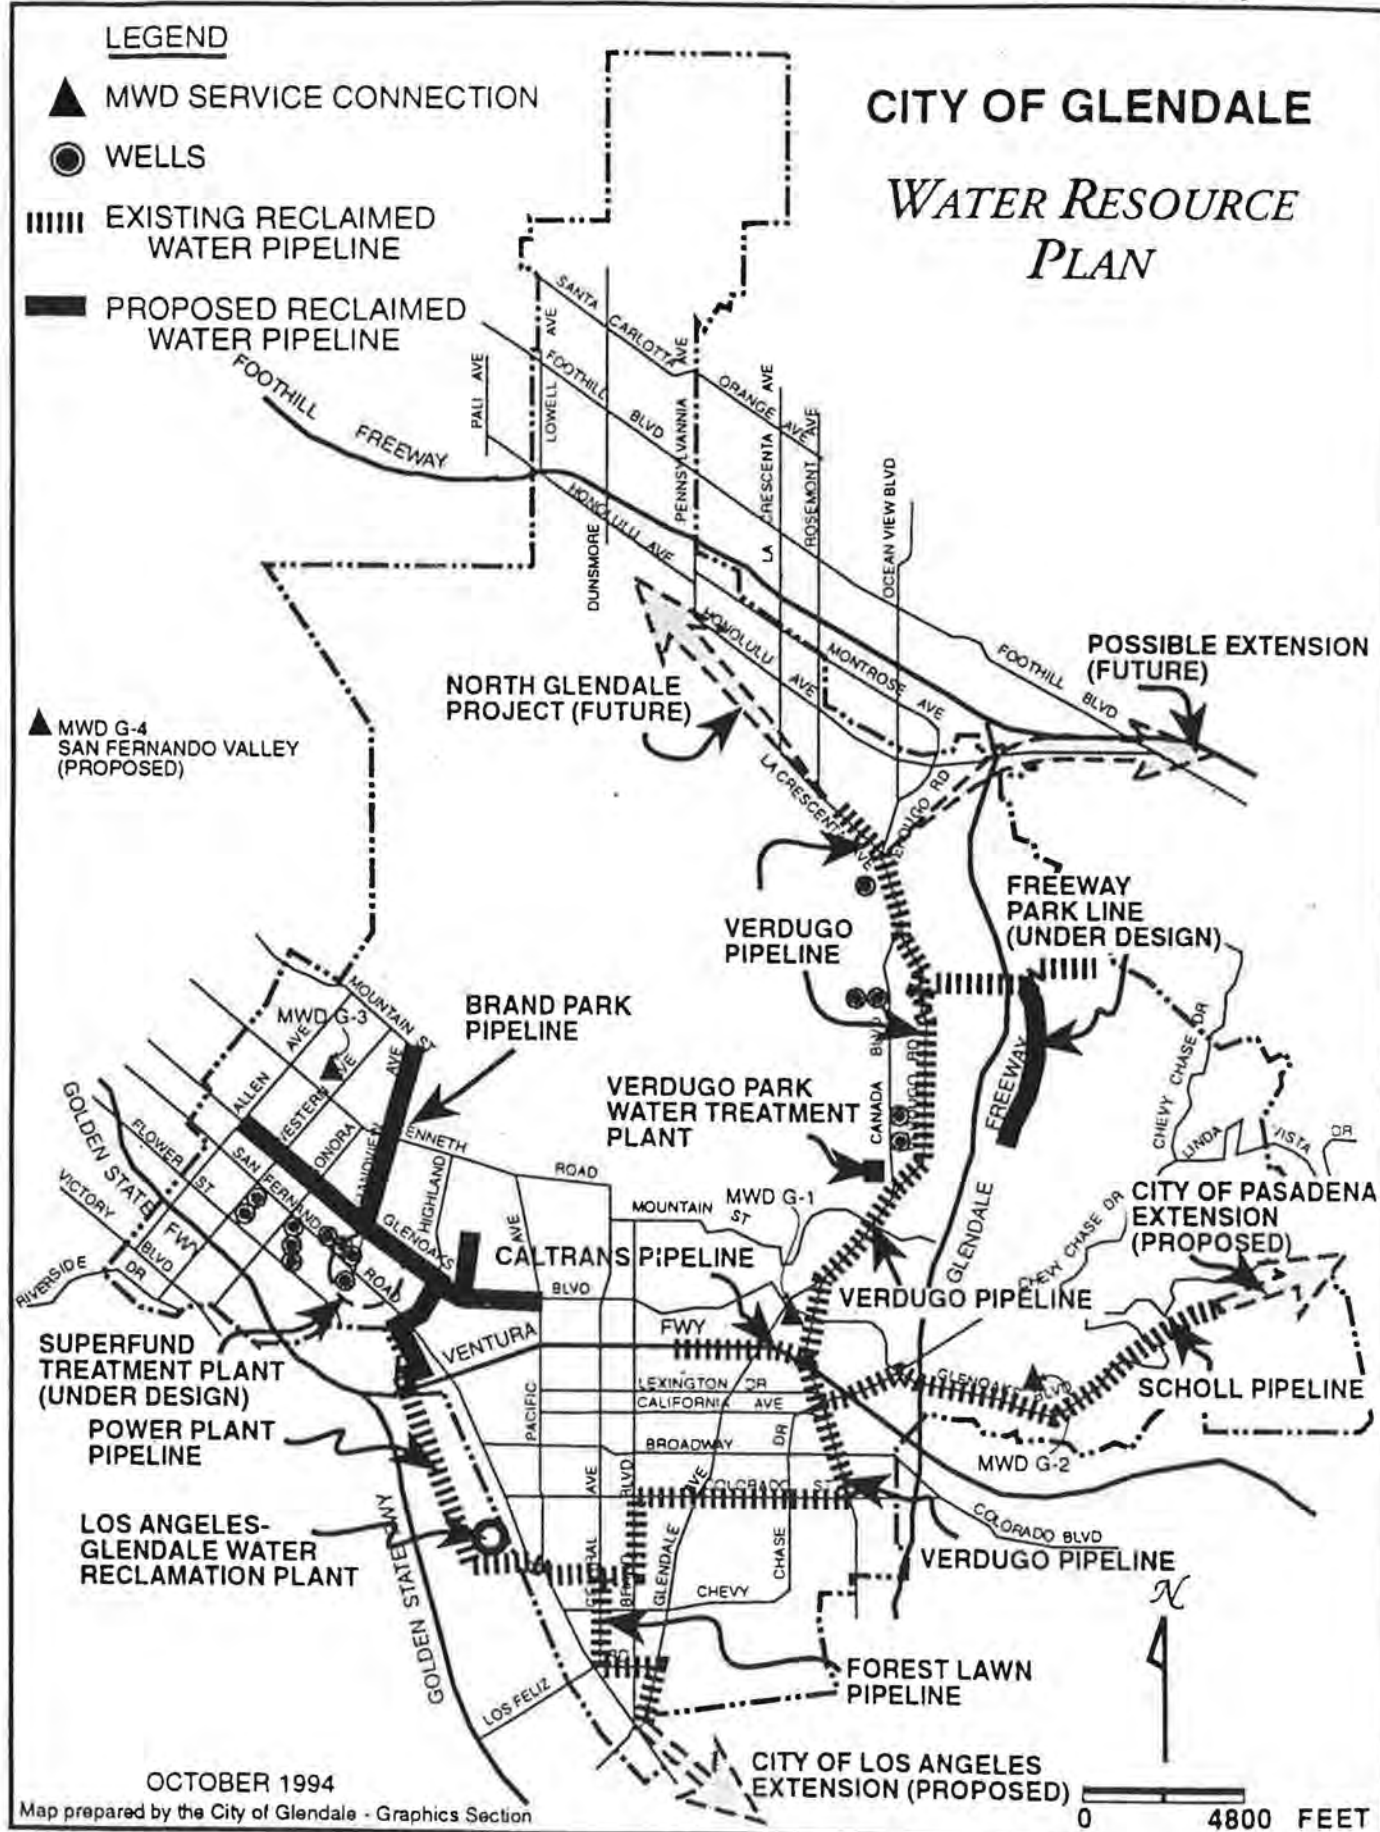 LEGEND
MWD SERVICE CONNECTION
WELLS
EXISTING RECLAIMED
WATER PIPELINE
PROPOSED RECLAIMED
WATER PIPELINE
CITY OF GLENDALE
WATER RESOURCE
PLAN
FOOTHILL
FREEWAY
PALI AVE
LOWELL AVE
SANTA
CARLOTTA
FOOTHILL
BLVD
PENNSYLVANIA AVE
ORANGE AVE
LA CRESCENTA AVE
ROSEMONT AVE
OCEAN VIEW BLVD
DUNSMORE
HONOLULU AVE
HONOLULU AVE
MONTROSE AVE
FOOTHILL BLVD
POSSIBLE EXTENSION
(FUTURE)
NORTH GLENDALE
PROJECT (FUTURE)
MWD G-4
SAN FERNANDO VALLEY
(PROPOSED)
LA CRESCENTA AVE
VERDUGO RD
FREEWAY
PARK LINE
(UNDER DESIGN)
VERDUGO
PIPELINE
CHEVY CHASE DR
MOUNTAIN ST
MWD G-3
BRAND PARK
PIPELINE
ALLEN AVE
WESTERN AVE
SONORA
GRANDVIEW AVE
KENNETH
ROAD
HIGHLAND
GOLDEN STATE
FWY
FLOWER ST
VICTORY
BLVD
SAN FERNANDO
ROAD
GLENOAKS
BLVD
RIVERSIDE
DR
CANADA BLVD
VERDUGO RD
VERDUGO PARK
WATER TREATMENT
PLANT
GLENDALE
FREEWAY
LINDA VISTA DR
MOUNTAIN
ST
MWD G-1
CALTRANS PIPELINE
AVE
CHEVY CHASE DR
CITY OF PASADENA
EXTENSION
(PROPOSED)
VERDUGO PIPELINE
SUPERFUND
TREATMENT PLANT
(UNDER DESIGN)
VENTURA
FWY
PACIFIC
LEXINGTON DR
CALIFORNIA AVE
BROADWAY
GLENOAKS BLVD
SCHOLL PIPELINE
MWD G-2
POWER PLANT
PIPELINE
COLORADO ST
COLORADO BLVD
DR
CHASE
CHEVY
CENTRAL AVE
BRAND BLVD
GLENDALE AVE
LOS ANGELES-
GLENDALE WATER
RECLAMATION PLANT
GOLDEN STATE FWY
VERDUGO PIPELINE
N
LOS FELIZ
RD
FOREST LAWN
PIPELINE
CITY OF LOS ANGELES
EXTENSION (PROPOSED)
OCTOBER 1994
Map prepared by the City of Glendale - Graphics Section
0 4800 FEET